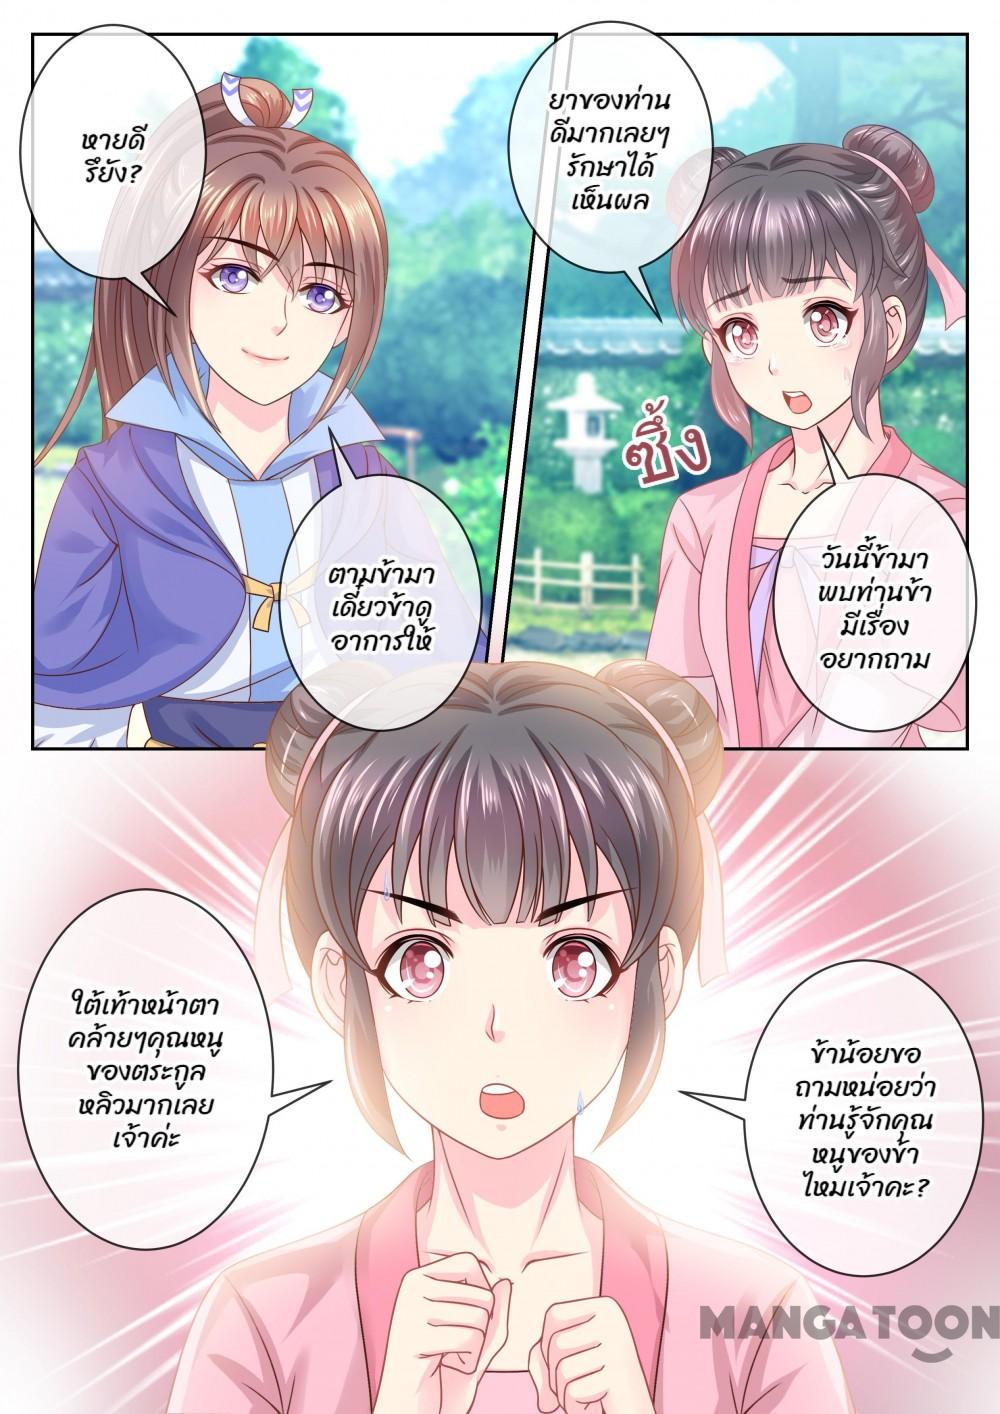 หายดี
รึยัง?
ตามข้ามา
เดี๋ยวข้าดู
อาการให้
ยาของท่าน
ดีมากเลยๆ
รักษาได้
เห็นผล
ซึ้ง
วันนี้ข้ามา
พบท่านข้า
มีเรื่อง
อยากถาม
ใต้เท้าหน้าตา
คล้ายๆคุณหนู
ของตระกูล
หลิวมากเลย
เจ้าค่ะ
ข้าน้อยขอ
ถามหน่อยว่า
ท่านรู้จักคุณ
หนูของข้า
ไหมเจ้าคะ?
MANGATOON